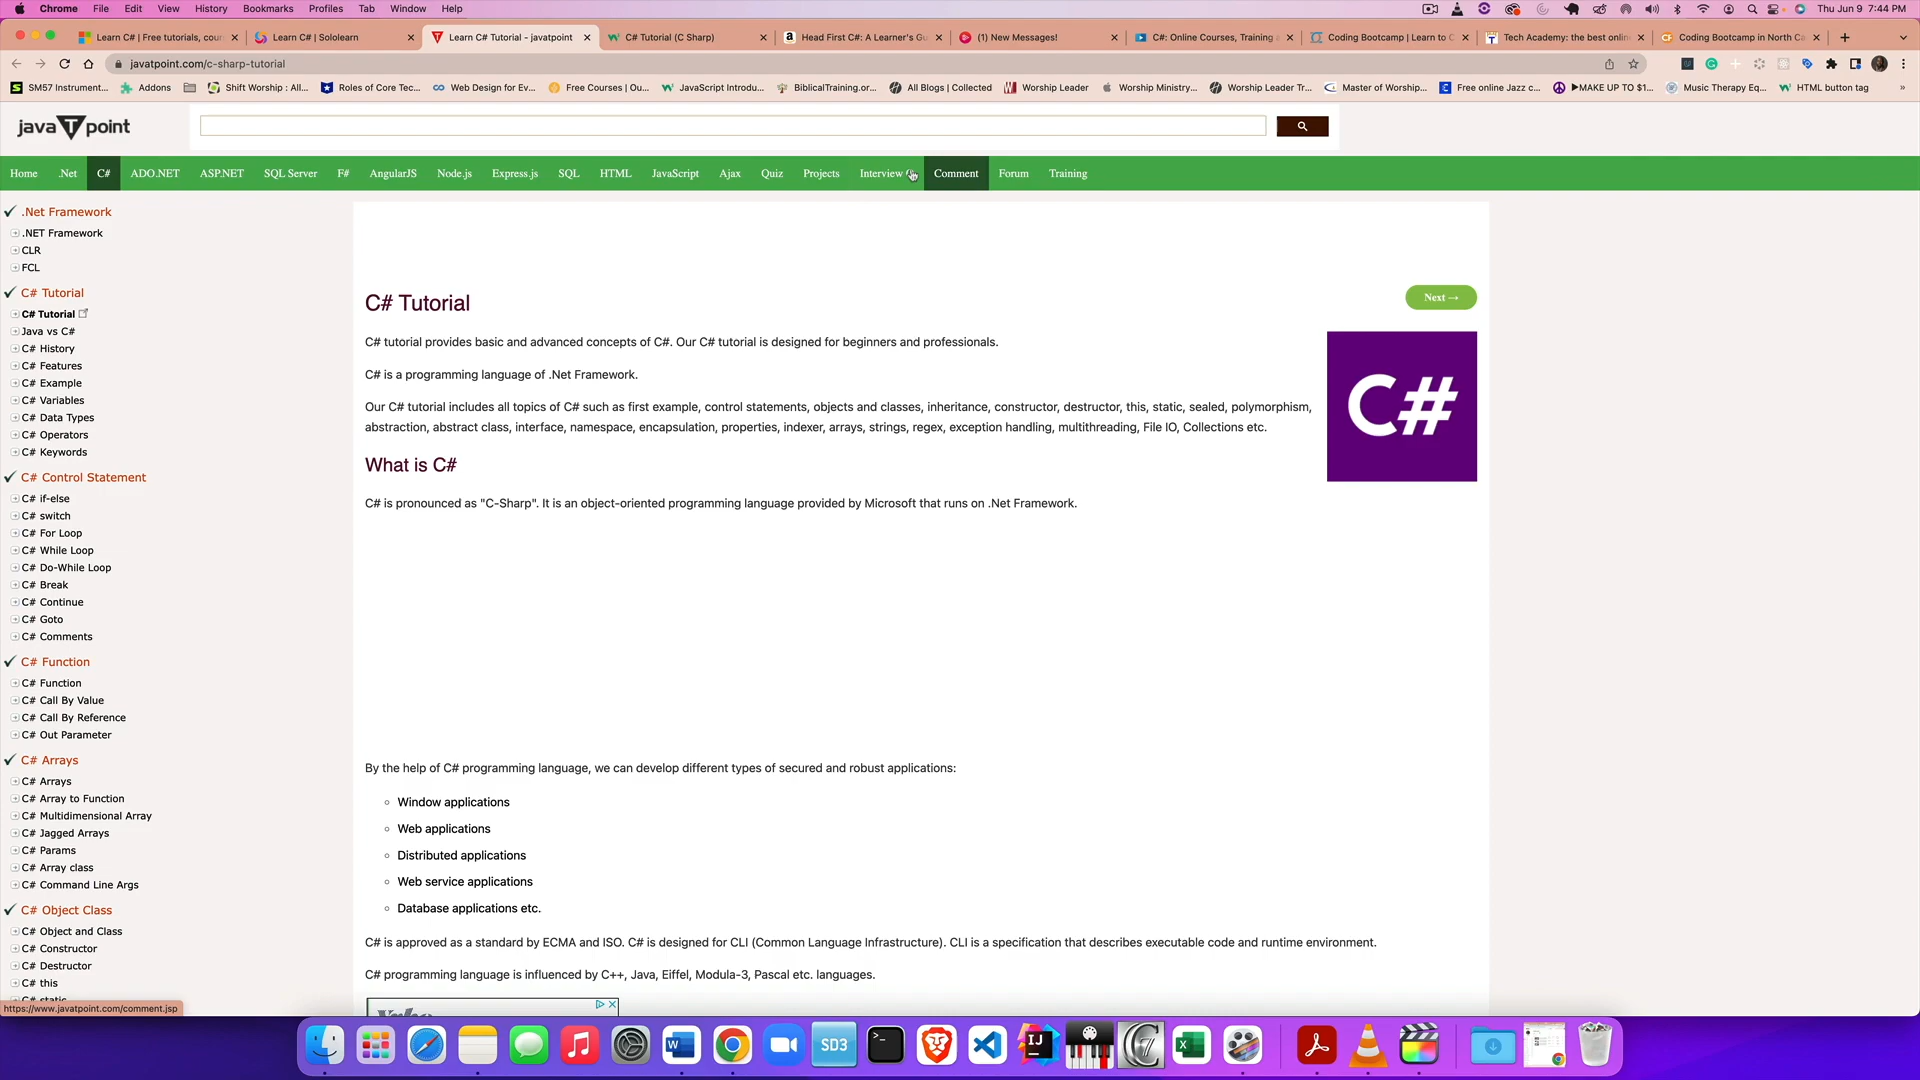 Chrome File Edit View History Bookmarks Profiles Tab Window Help Thu Jun 9 7:44 PM
Learn C# | Free tutorials, cou Learn C# | Sololearn Learn C# Tutorial - javatpoint C# Tutorial (C Sharp) Head First C#: A Learner's Gu (1) New Messages! C#: Online Courses, Training Coding Bootcamp | Learn to C Tech Academy: the best onlin Coding Bootcamp in North C
javatpoint.com/c-sharp-tutorial
SM57 Instrument... Addons Shift Worship : All... Roles of Core Tec... Web Design for Ev... Free Courses | Ou... JavaScript Introdu... BiblicalTraining.or... All Blogs | Collected Worship Leader Worship Ministry... Worship Leader Tr... Master of Worship... Free online Jazz c... ▶MAKE UP TO $1... Music Therapy Eq... HTML button tag »
javaTpoint
Home .Net C# ADO.NET ASP.NET SQL Server F# AngularJS Node.js Express.js SQL HTML JavaScript Ajax Quiz Projects Interview Comment Forum Training
.Net Framework
.NET Framework
CLR
FCL
C# Tutorial
C# Tutorial
Java vs C#
C# History
C# Features
C# Example
C# Variables
C# Data Types
C# Operators
C# Keywords
C# Control Statement
C# if-else
C# switch
C# For Loop
C# While Loop
C# Do-While Loop
C# Break
C# Continue
C# Goto
C# Comments
C# Function
C# Function
C# Call By Value
C# Call By Reference
C# Out Parameter
C# Arrays
C# Arrays
C# Array to Function
C# Multidimensional Array
C# Jagged Arrays
C# Params
C# Array class
C# Command Line Args
C# Object Class
C# Object and Class
C# Constructor
C# Destructor
C# this
C# static
https://www.javatpoint.com/comment.jsp
C# Tutorial
Next →
C# tutorial provides basic and advanced concepts of C#. Our C# tutorial is designed for beginners and professionals.
C# is a programming language of .Net Framework.
Our C# tutorial includes all topics of C# such as first example, control statements, objects and classes, inheritance, constructor, destructor, this, static, sealed, polymorphism,
abstraction, abstract class, interface, namespace, encapsulation, properties, indexer, arrays, strings, regex, exception handling, multithreading, File IO, Collections etc.
C#
What is C#
C# is pronounced as "C-Sharp". It is an object-oriented programming language provided by Microsoft that runs on .Net Framework.
By the help of C# programming language, we can develop different types of secured and robust applications:
Window applications
Web applications
Distributed applications
Web service applications
Database applications etc.
C# is approved as a standard by ECMA and ISO. C# is designed for CLI (Common Language Infrastructure). CLI is a specification that describes executable code and runtime environment.
C# programming language is influenced by C++, Java, Eiffel, Modula-3, Pascal etc. languages.
SD3